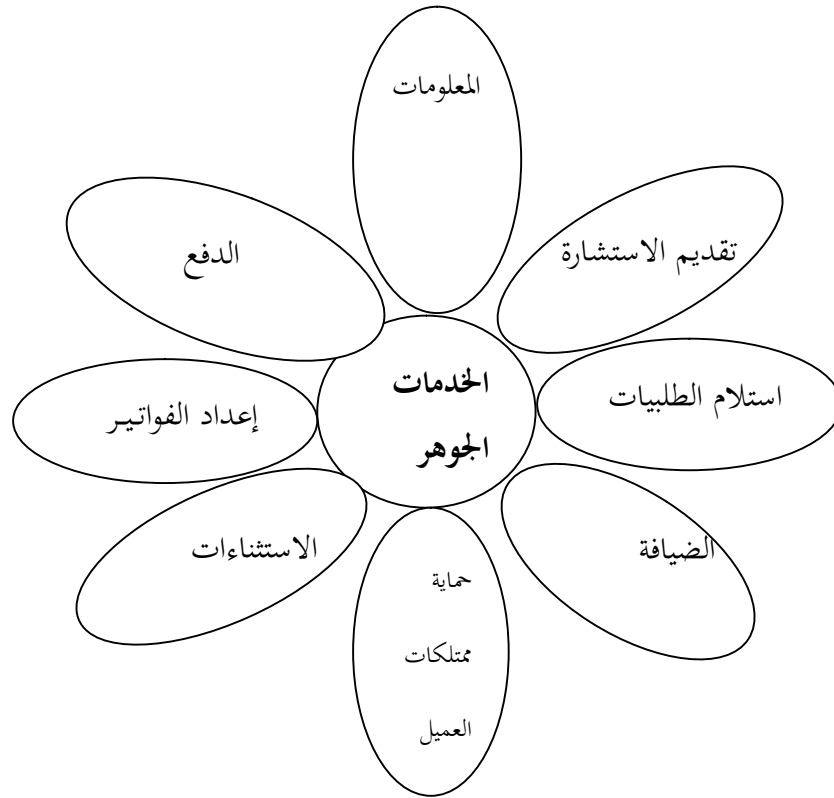 المعلومات
تقديم الاستشارة
الدفع
الخدمات
الجوهر
استلام الطلبيات
إعداد الفواتير
الضيافة
الاستثناءات
حماية
ممتلكات
العميل